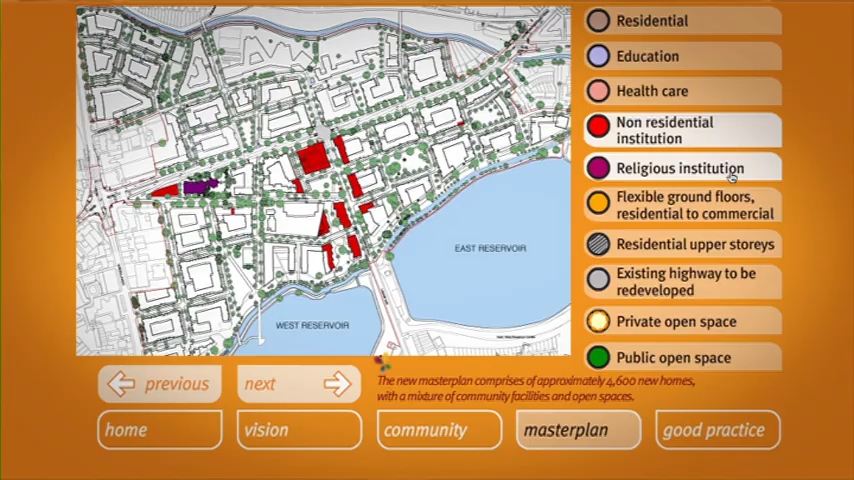 Residential
Education
Health care
Non residential
institution
Religious institution
Flexible ground floors,
residential to commercial
Residential upper storeys
Existing highway to be
redeveloped
Private open space
Public open space
EAST RESERVOIR
WEST RESERVOIR
previous
next
The new masterplan comprises of approximately 4,600 new homes,
with a mixture of community facilities and open spaces.
home
vision
community
masterplan
good practice